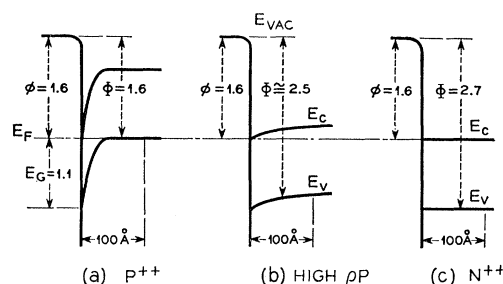 E_VAC
ϕ=1.6 Φ=1.6 ϕ=1.6 Φ≅2.5 ϕ=1.6 Φ=2.7
E_F E_C E_C
E_G=1.1 E_V E_V
100Å 100Å 100Å
(a) P⁺⁺ (b) HIGH ρP (c) N⁺⁺